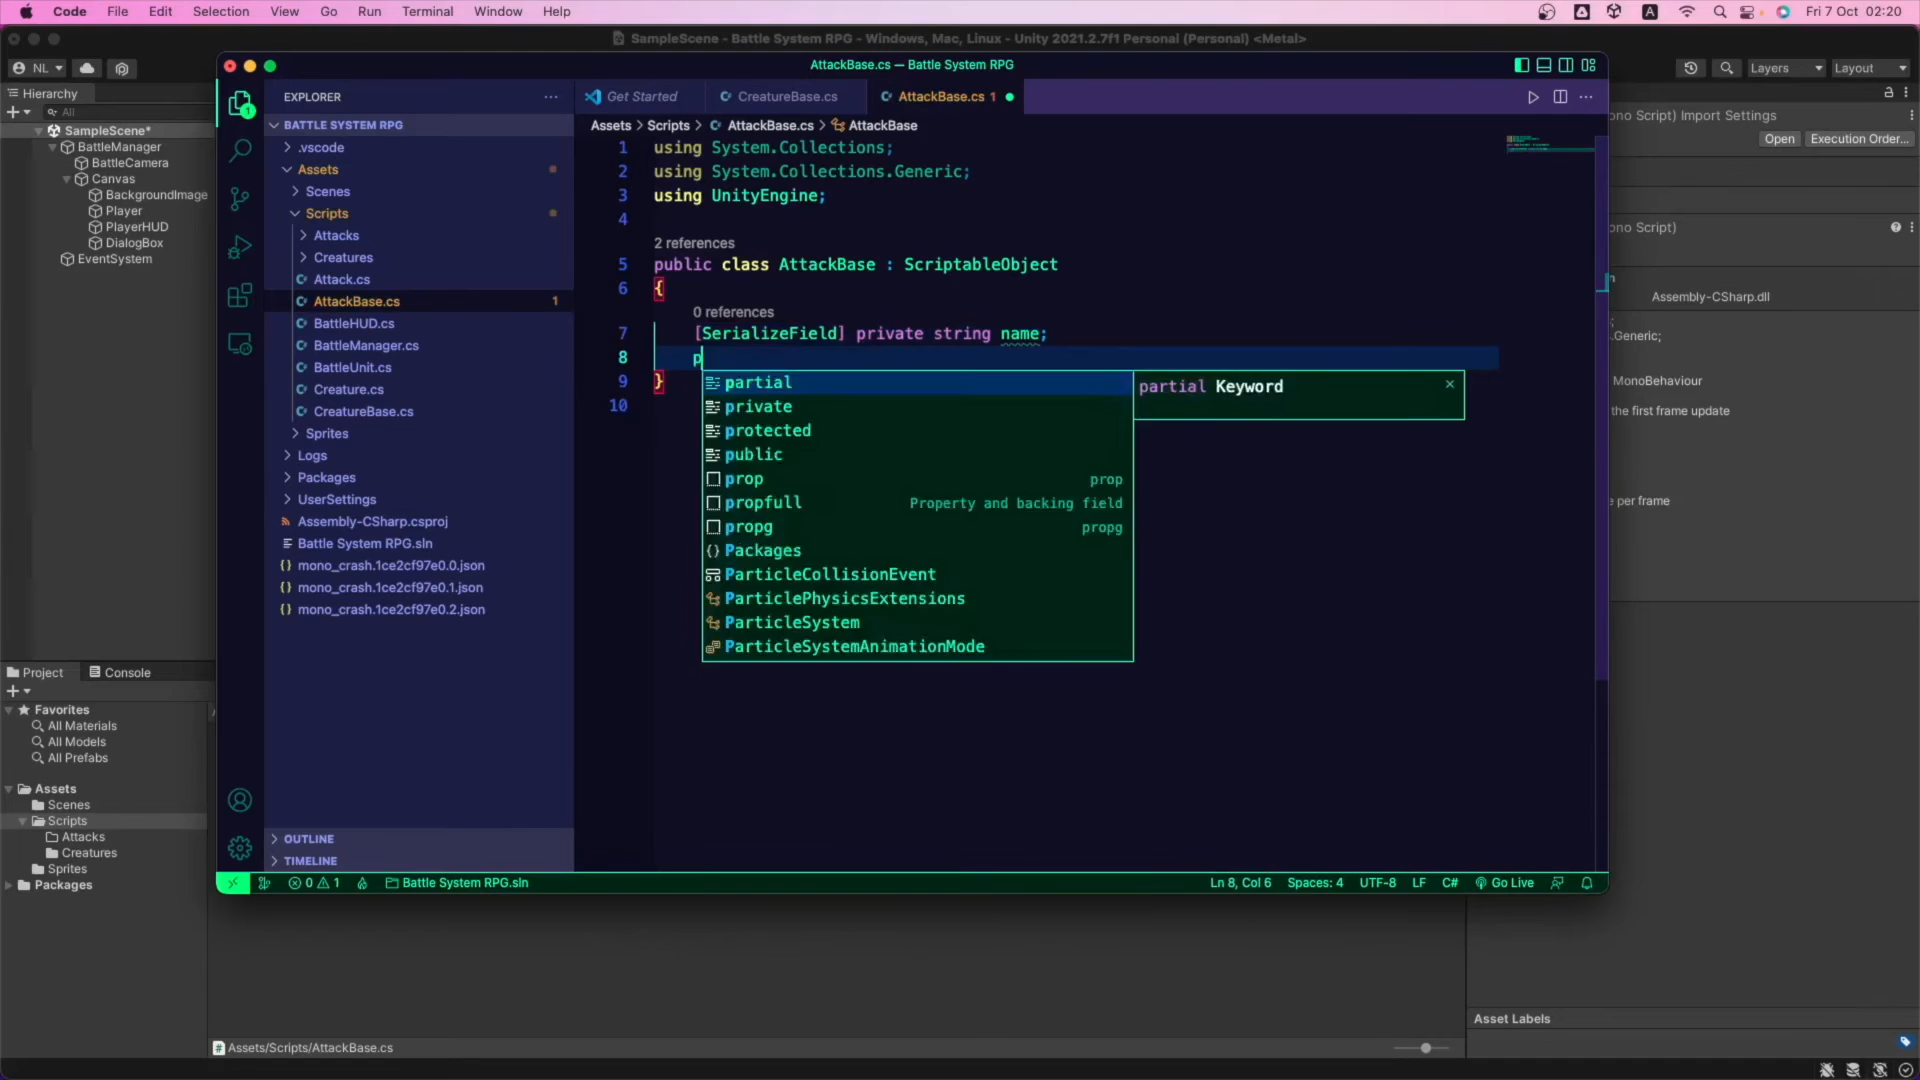 Code File Edit Selection View Go Run Terminal Window Help
Fri 7 Oct 02:20
SampleScene - Battle System RPG - Windows, Mac, Linux - Unity 2021.2.7f1 Personal (Personal) <Metal>
NL
Layers
Layout
Hierarchy
All
SampleScene*
BattleManager
BattleCamera
Canvas
BackgroundImage
Player
PlayerHUD
DialogBox
EventSystem
AttackBase.cs — Battle System RPG
EXPLORER
BATTLE SYSTEM RPG
.vscode
Assets
Scenes
Scripts
Attacks
Creatures
Attack.cs
AttackBase.cs 1
BattleHUD.cs
BattleManager.cs
BattleUnit.cs
Creature.cs
CreatureBase.cs
Sprites
Logs
Packages
UserSettings
Assembly-CSharp.csproj
Battle System RPG.sln
mono_crash.1ce2cf97e0.0.json
mono_crash.1ce2cf97e0.1.json
mono_crash.1ce2cf97e0.2.json
OUTLINE
TIMELINE
Get Started
CreatureBase.cs
AttackBase.cs 1
Assets > Scripts > AttackBase.cs > AttackBase
1 using System.Collections;
2 using System.Collections.Generic;
3 using UnityEngine;
4
2 references
5 public class AttackBase : ScriptableObject
6 {
0 references
7 [SerializeField] private string name;
8 p
9 }
10
partial
private
protected
public
prop prop
propfull Property and backing field
propg propg
Packages
ParticleCollisionEvent
ParticlePhysicsExtensions
ParticleSystem
ParticleSystemAnimationMode
partial Keyword
0 1 Battle System RPG.sln
Ln 8, Col 6 Spaces: 4 UTF-8 LF C# Go Live
ono Script) Import Settings
Open
Execution Order...
ono Script)
n
Assembly-CSharp.dll
;
.Generic;
MonoBehaviour
the first frame update
e per frame
Project
Console
Favorites
All Materials
All Models
All Prefabs
Assets
Scenes
Scripts
Attacks
Creatures
Sprites
Packages
Assets/Scripts/AttackBase.cs
Asset Labels